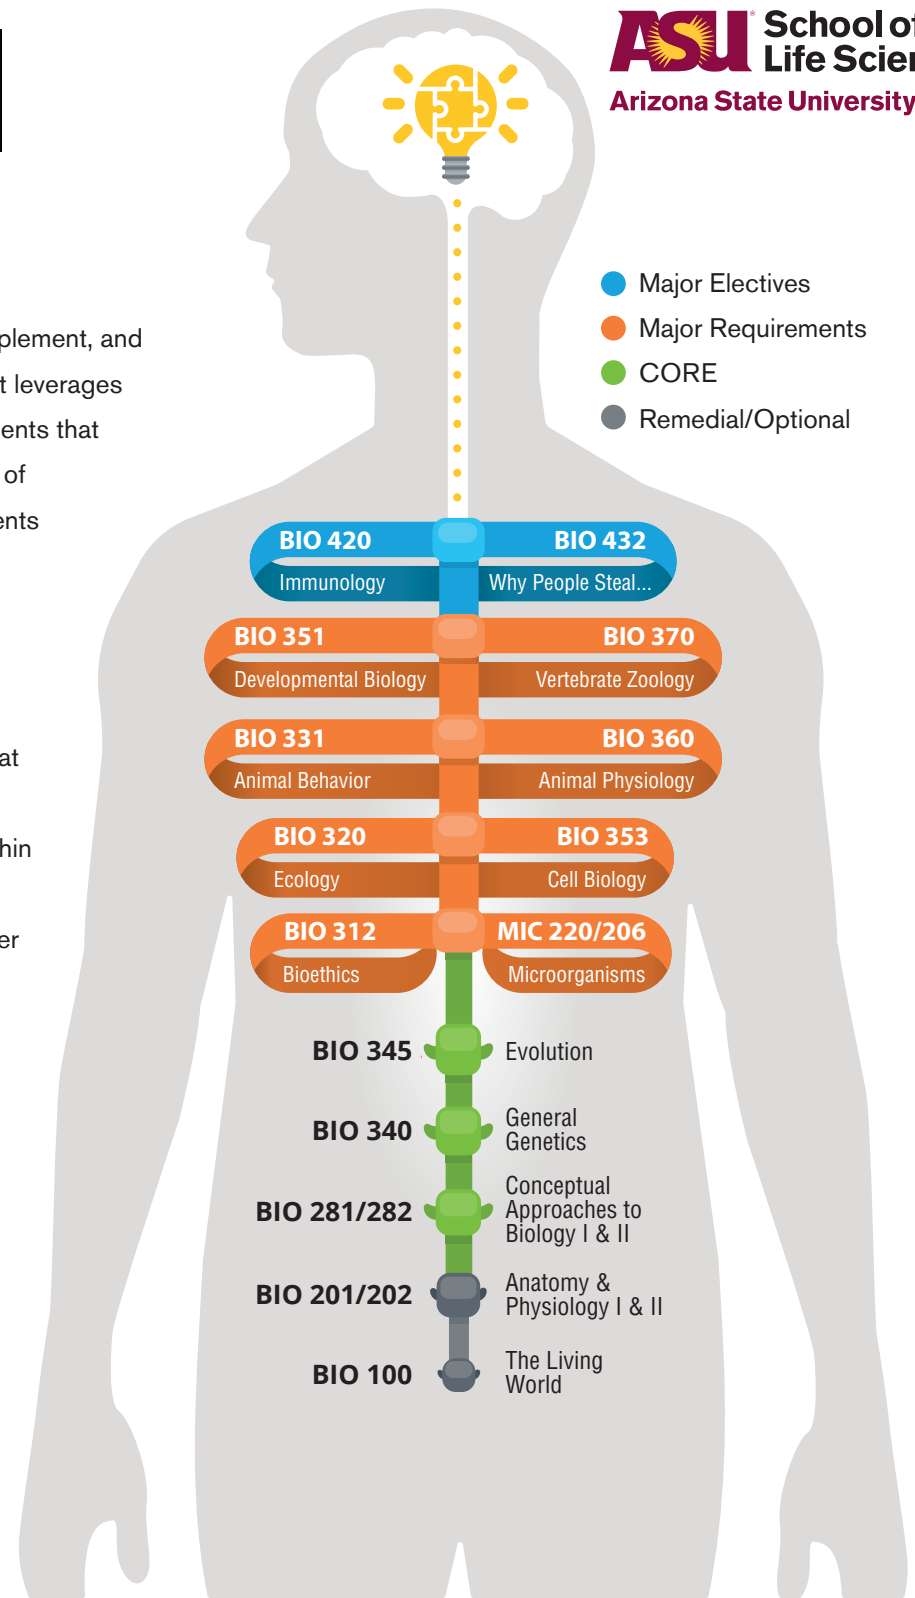 ASU School of
Life Scien
Arizona State University
Major Electives
Major Requirements
CORE
Remedial/Optional
plement, and
t leverages
ents that
of
ents
at
hin
er
BIO 420
BIO 432
Immunology
Why People Steal...
BIO 351
BIO 370
Developmental Biology
Vertebrate Zoology
BIO 331
BIO 360
Animal Behavior
Animal Physiology
BIO 320
BIO 353
Ecology
Cell Biology
BIO 312
MIC 220/206
Bioethics
Microorganisms
BIO 345
Evolution
BIO 340
General
Genetics
BIO 281/282
Conceptual
Approaches to
Biology I & II
BIO 201/202
Anatomy &
Physiology I & II
BIO 100
The Living
World